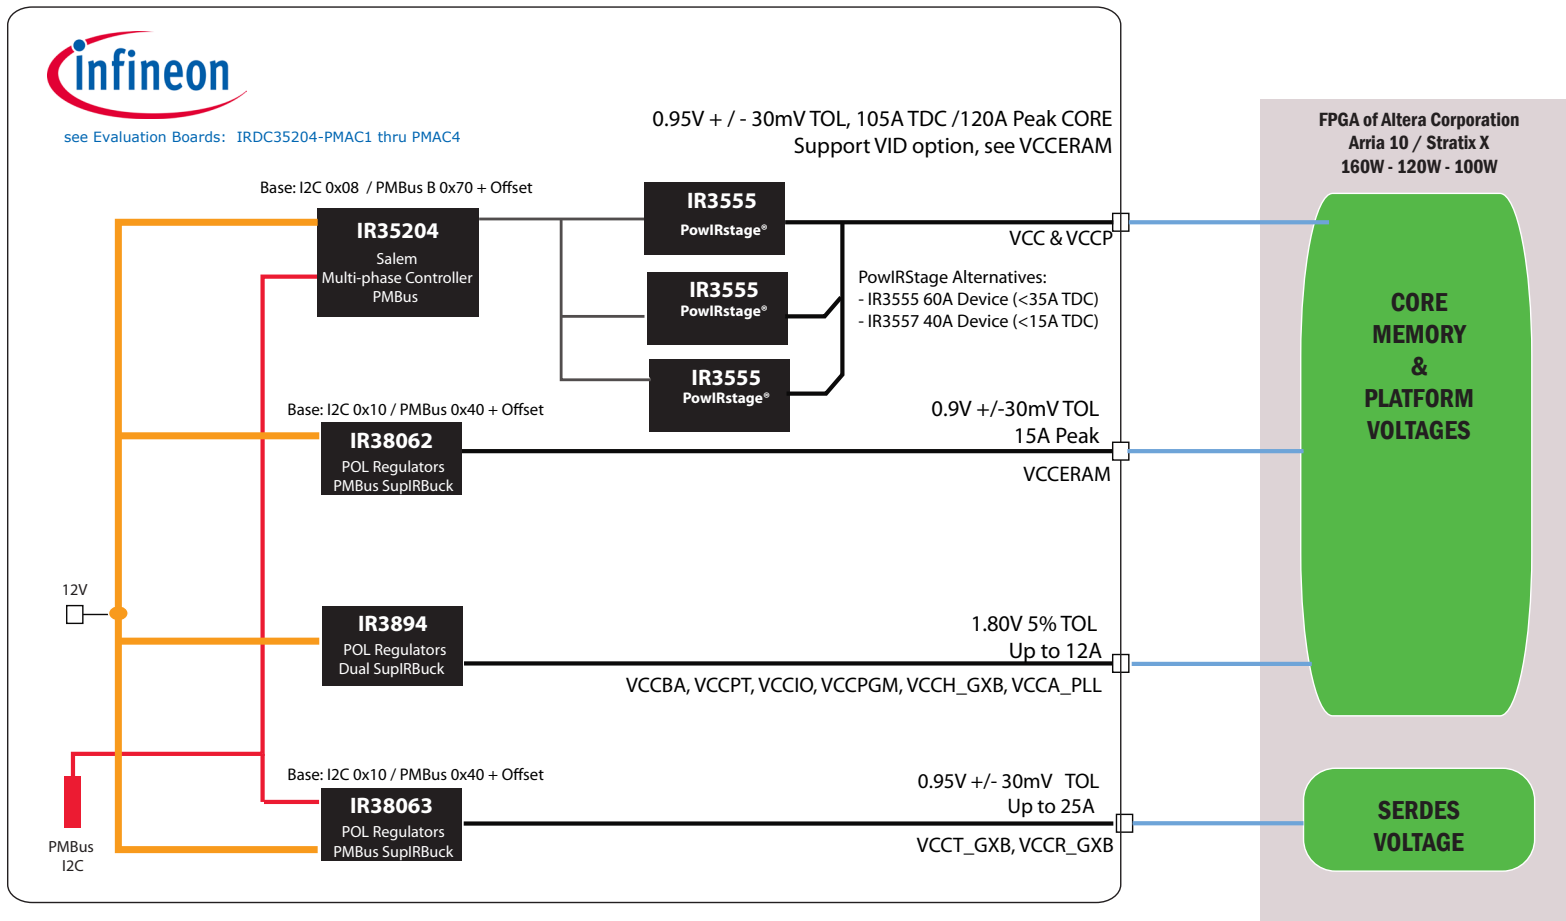 infineon
see Evaluation Boards: IRDC35204-PMAC1 thru PMAC4
0.95V + / - 30mV TOL, 105A TDC /120A Peak CORE
Support VID option, see VCCERAM
FPGA of Altera Corporation
Arria 10 / Stratix X
160W - 120W - 100W
Base: I2C 0x08 / PMBus B 0x70 + Offset
IR35204
Salem
Multi-phase Controller
PMBus
IR3555
PowIRstage®
IR3555
PowIRstage®
IR3555
PowIRstage®
VCC & VCCP
PowIRStage Alternatives:
- IR3555 60A Device (<35A TDC)
- IR3557 40A Device (<15A TDC)
CORE
MEMORY
&
PLATFORM
VOLTAGES
Base: I2C 0x10 / PMBus 0x40 + Offset
IR38062
POL Regulators
PMBus SupIRBuck
0.9V +/-30mV TOL
15A Peak
VCCERAM
12V
IR3894
POL Regulators
Dual SupIRBuck
1.80V 5% TOL
Up to 12A
VCCBA, VCCPT, VCCIO, VCCPGM, VCCH_GXB, VCCA_PLL
PMBus
I2C
Base: I2C 0x10 / PMBus 0x40 + Offset
IR38063
POL Regulators
PMBus SupIRBuck
0.95V +/- 30mV TOL
Up to 25A
VCCT_GXB, VCCR_GXB
SERDES
VOLTAGE